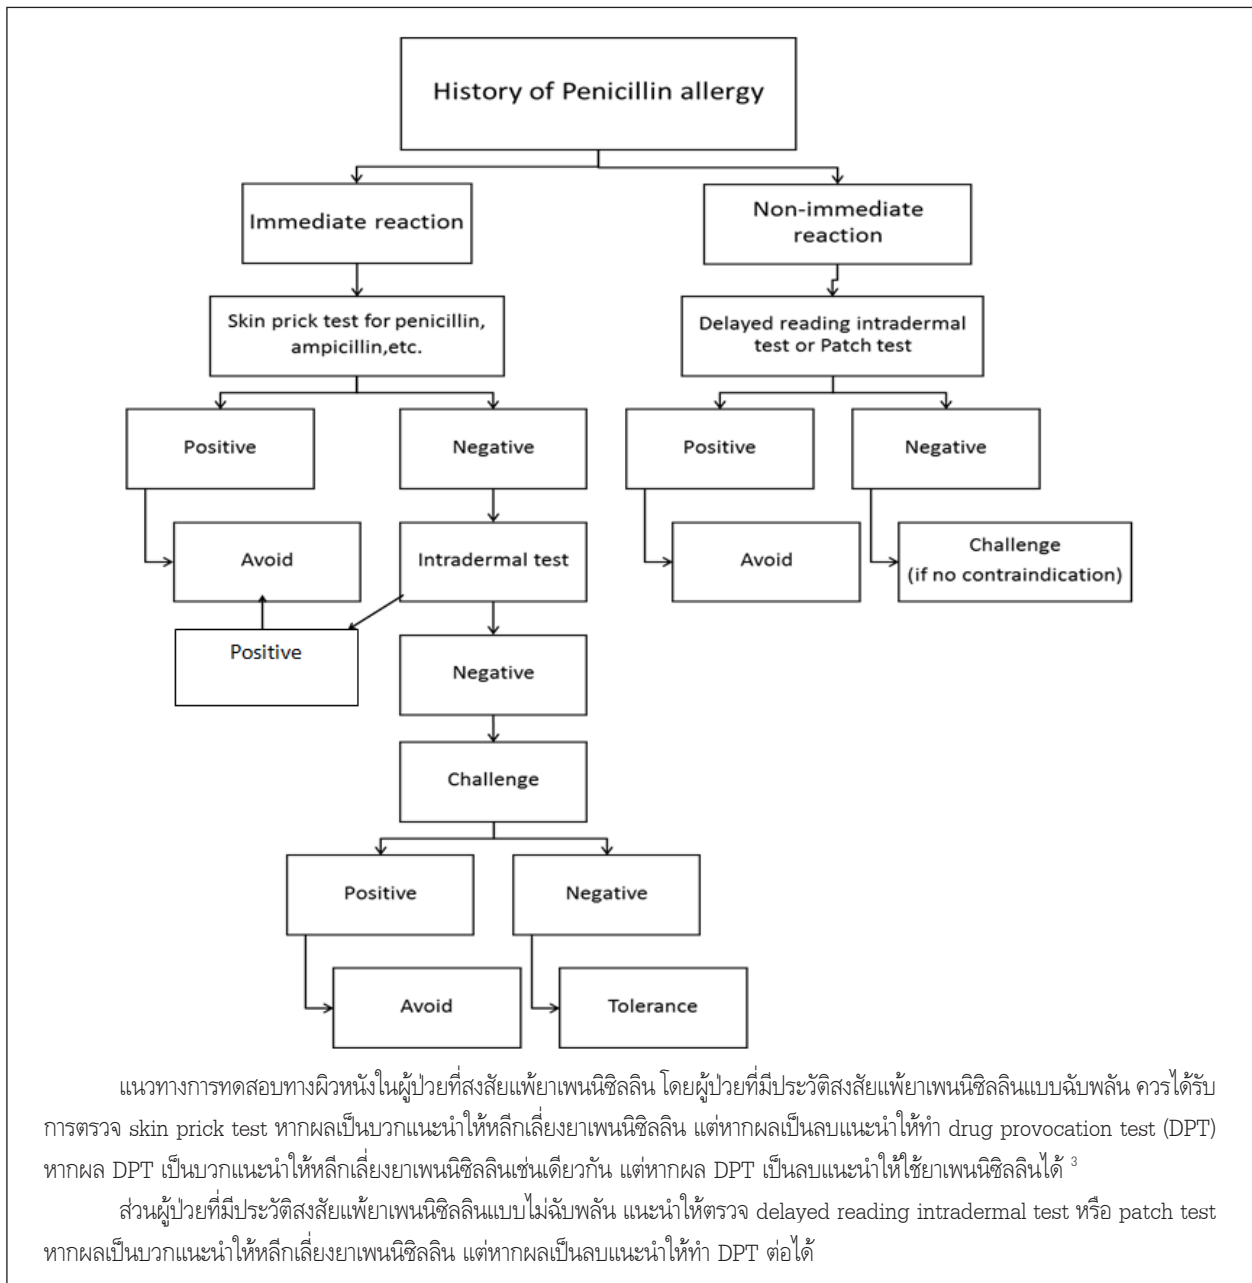 History of Penicillin allergy
Immediate reaction
Non-immediate
reaction
Skin prick test for penicillin,
ampicillin,etc.
Delayed reading intradermal
test or Patch test
Positive
Negative
Positive
Negative
Avoid
Intradermal test
Avoid
Challenge
(if no contraindication)
Positive
Negative
Challenge
Positive
Negative
Avoid
Tolerance
แนวทางการทดสอบทางผิวหนังในผู้ป่วยที่สงสัยแพ้ยาเพนนิซิลลิน โดยผู้ป่วยที่มีประวัติสงสัยแพ้ยาเพนนิซิลลินแบบฉับพลัน ควรได้รับ
การตรวจ skin prick test หากผลเป็นบวกแนะนำให้หลีกเลี่ยงยาเพนนิซิลลิน แต่หากผลเป็นลบแนะนำให้ทำ drug provocation test (DPT)
หากผล DPT เป็นบวกแนะนำให้หลีกเลี่ยงยาเพนนิซิลลินเช่นเดียวกัน แต่หากผล DPT เป็นลบแนะนำให้ใช้ยาเพนนิซิลลินได้ ³
ส่วนผู้ป่วยที่มีประวัติสงสัยแพ้ยาเพนนิซิลลินแบบไม่ฉับพลัน แนะนำให้ตรวจ delayed reading intradermal test หรือ patch test
หากผลเป็นบวกแนะนำให้หลีกเลี่ยงยาเพนนิซิลลิน แต่หากผลเป็นลบแนะนำให้ทำ DPT ต่อได้